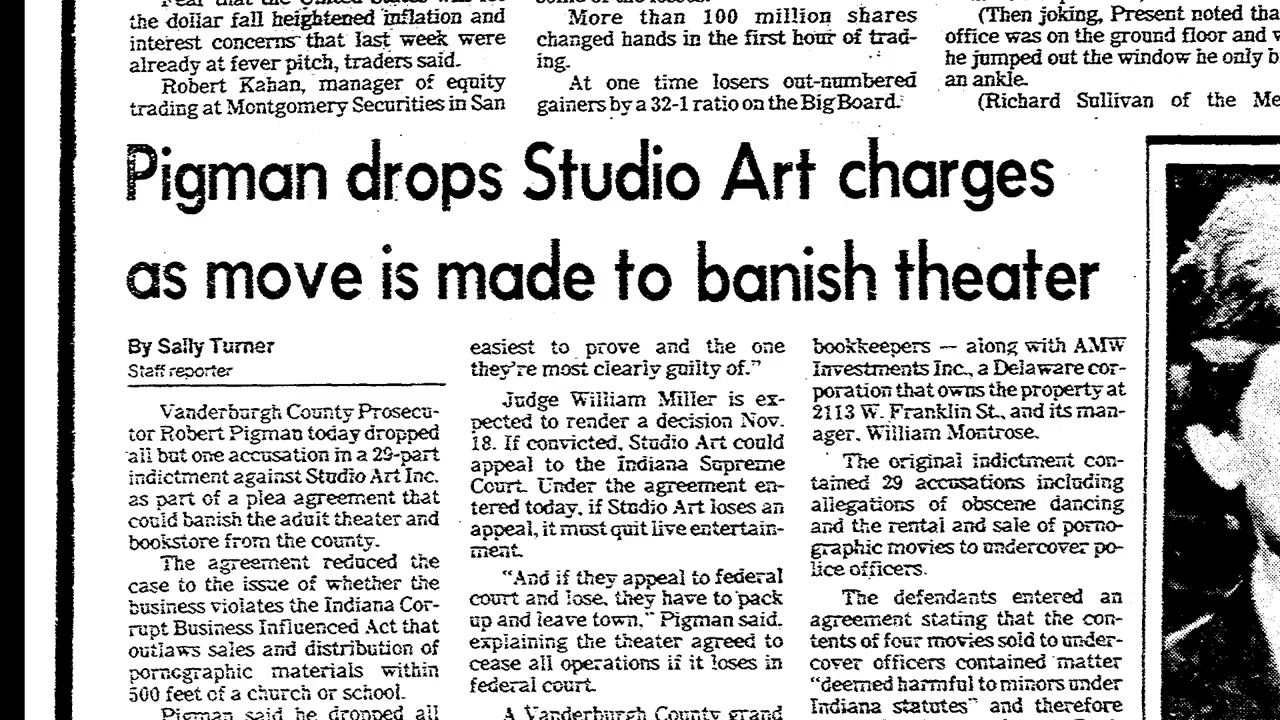 the dollar fall heightened inflation and
interest concerns that last week were
already at fever pitch, traders said.
Robert Kahan, manager of equity
trading at Montgomery Securities in San
More than 100 million shares
changed hands in the first hour of trad-
ing.
At one time losers out-numbered
gainers by a 32-1 ratio on the Big Board.
(Then joking, Present noted tha
office was on the ground floor and
he jumped out the window he only b
an ankle.
(Richard Sullivan of the Me
Pigman drops Studio Art charges
as move is made to banish theater
By Sally Turner
Staff reporter
Vanderburgh County Prosecu-
tor Robert Pigman today dropped
all but one accusation in a 29-part
indictment against Studio Art Inc.
as part of a plea agreement that
could banish the adult theater and
bookstore from the county.
The agreement reduced the
case to the issue of whether the
business violates the Indiana Cor-
rupt Business Influenced Act that
outlaws sales and distribution of
pornographic materials within
500 feet of a church or school.
Pigman said he dropped all
easiest to prove and the one
they're most clearly guilty of."
Judge William Miller is ex-
pected to render a decision Nov.
18. If convicted, Studio Art could
appeal to the Indiana Supreme
Court. Under the agreement en-
tered today, if Studio Art loses an
appeal, it must quit live entertain-
ment.
"And if they appeal to federal
court and lose, they have to pack
up and leave town," Pigman said,
explaining the theater agreed to
cease all operations if it loses in
federal court.
A Vanderburgh County grand
bookkeepers — along with AMW
Investments Inc., a Delaware cor-
poration that owns the property at
2113 W. Franklin St., and its man-
ager, William Montrose.
The original indictment con-
tained 29 accusations including
allegations of obscene dancing
and the rental and sale of porno-
graphic movies to undercover po-
lice officers.
The defendants entered an
agreement stating that the con-
tents of four movies sold to under-
cover officers contained matter
"deemed harmful to minors under
Indiana statutes" and therefore